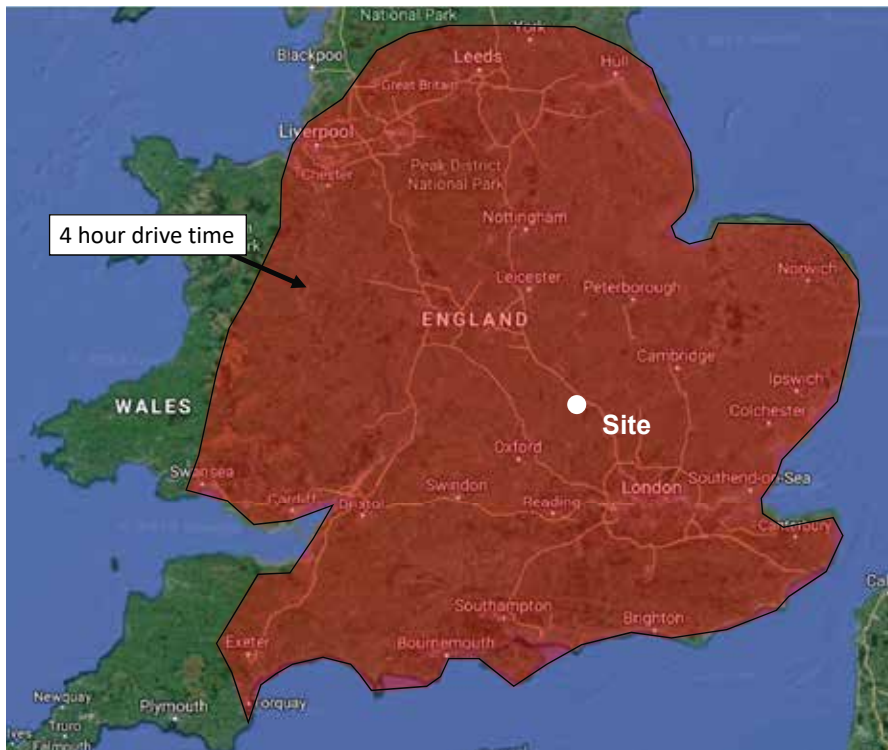 National Park
York
Blackpool
Leeds
Hull
Great Britain
Liverpool
Chester
Peak District
National Park
4 hour drive time
Nottingham
Norwich
Leicester
Peterborough
ENGLAND
Cambridge
WALES
Ipswich
Site
Colchester
Oxford
Swansea
Swindon
London
Southend-on-Sea
Cardiff
Bristol
Reading
Canterbury
Southampton
Brighton
Exeter
Bournemouth
Newquay
Plymouth
Torquay
Truro
Falmouth